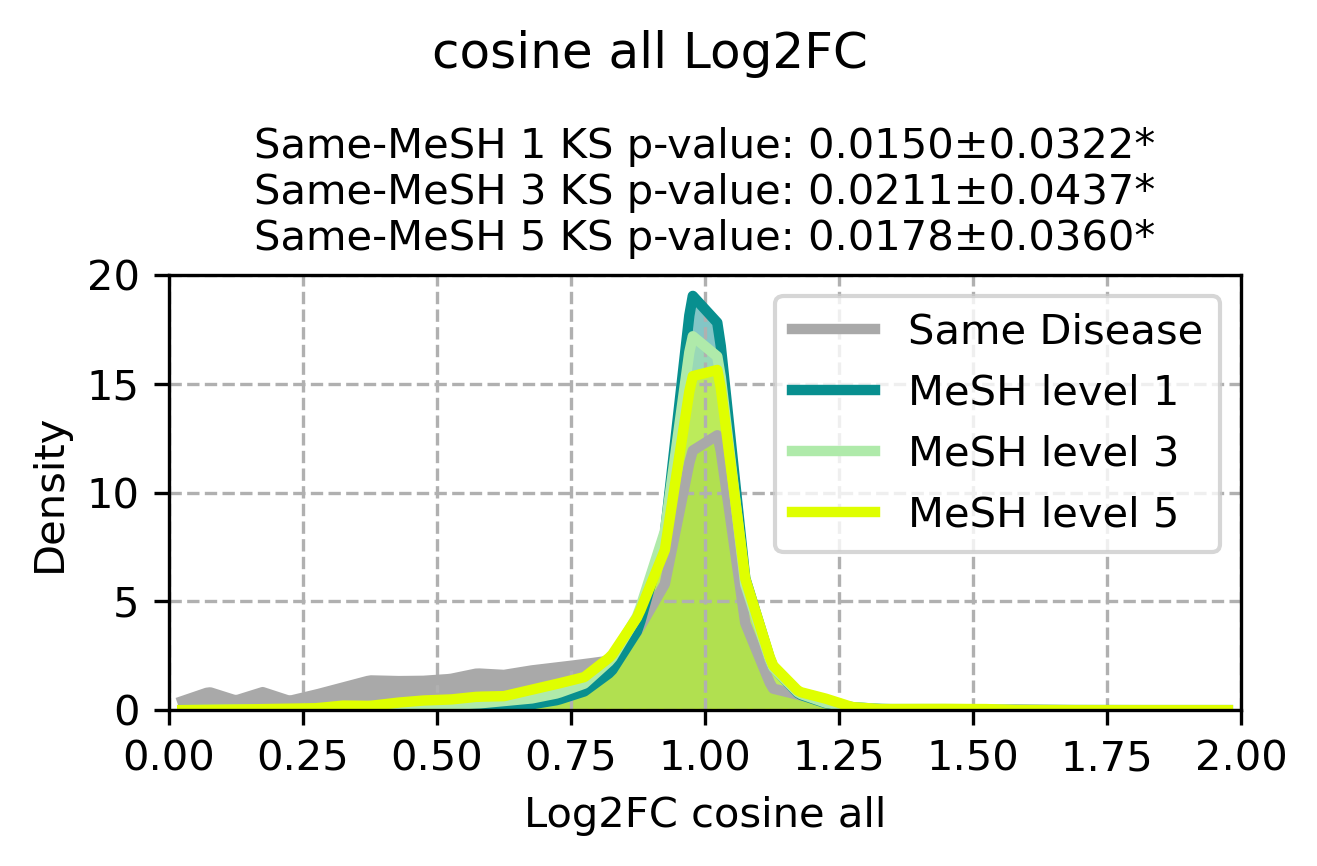 cosine all Log2FC
Same-MeSH 1 KS p-value: 0.0150±0.0322*
Same-MeSH 3 KS p-value: 0.0211±0.0437*
Same-MeSH 5 KS p-value: 0.0178±0.0360*
20
15
10
5
0
Density
Same Disease
MeSH level 1
MeSH level 3
MeSH level 5
0.00 0.25 0.50 0.75 1.00 1.25 1.50 1.75 2.00
Log2FC cosine all